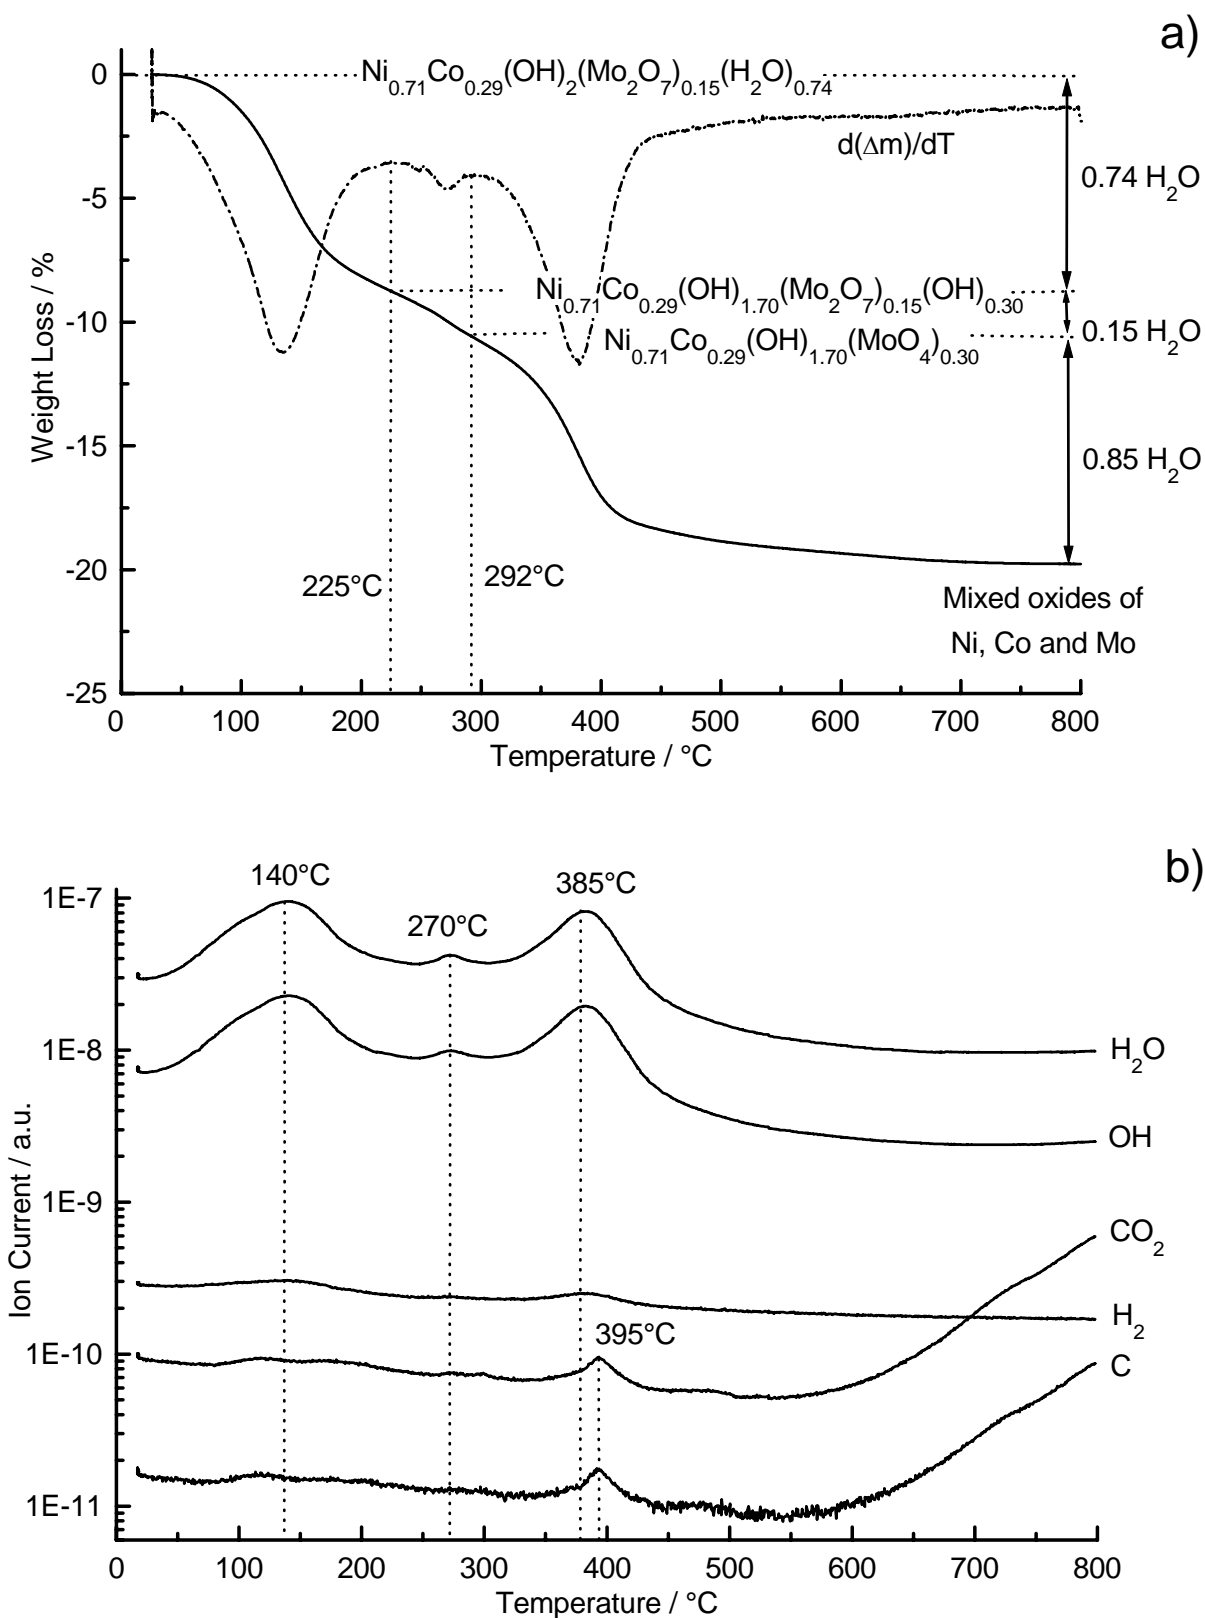 a)
Ni0.71Co0.29(OH)2(Mo2O7)0.15(H2O)0.74
0
d(Δm)/dT
0.74 H2O
-5
Weight Loss / %
Ni0.71Co0.29(OH)1.70(Mo2O7)0.15(OH)0.30
-10
0.15 H2O
Ni0.71Co0.29(OH)1.70(MoO4)0.30
-15
0.85 H2O
-20
225°C
292°C
Mixed oxides of
Ni, Co and Mo
-25
0 100 200 300 400 500 600 700 800
Temperature / °C
b)
140°C
385°C
1E-7
270°C
1E-8
H2O
OH
1E-9
Ion Current / a.u.
CO2
H2
395°C
1E-10
C
1E-11
0 100 200 300 400 500 600 700 800
Temperature / °C